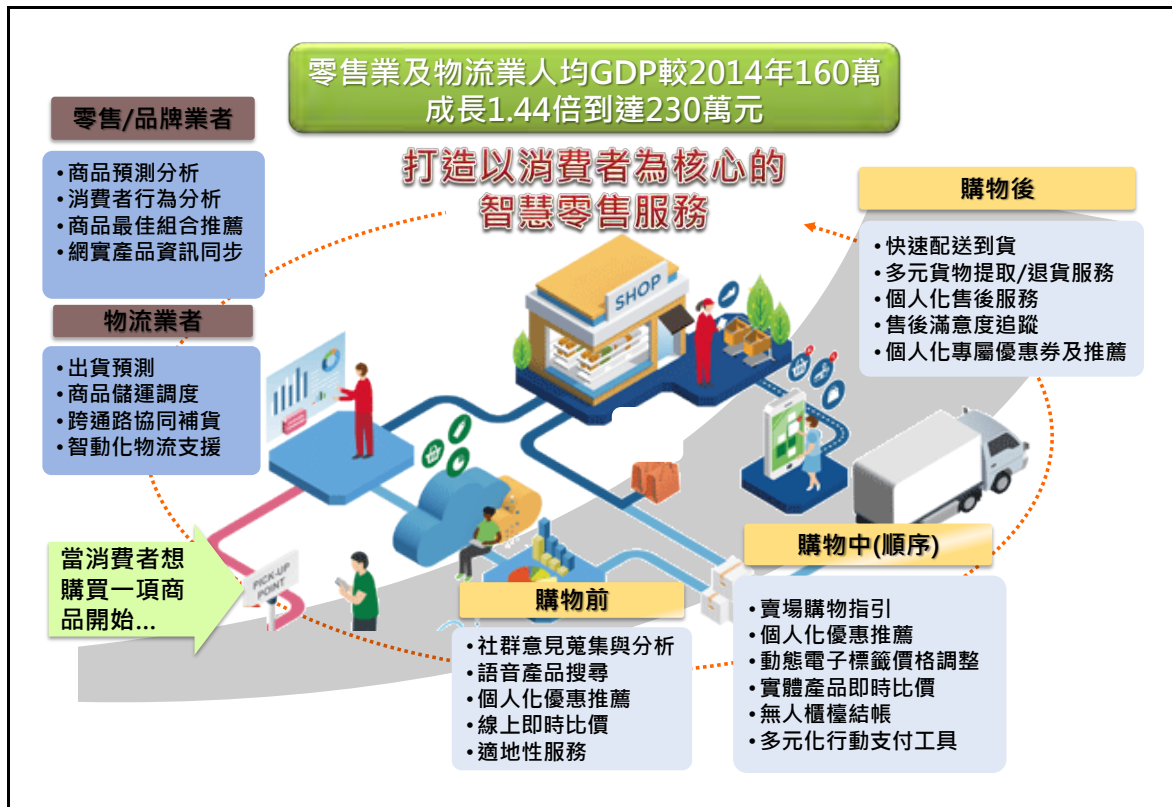 零售業及物流業人均GDP較2014年160萬
成長1.44倍到達230萬元
打造以消費者為核心的
智慧零售服務
零售/品牌業者
•商品預測分析
•消費者行為分析
•商品最佳組合推薦
•網實產品資訊同步
物流業者
•出貨預測
•商品儲運調度
•跨通路協同補貨
•智動化物流支援
當消費者想
購買一項商
品開始...
PICK-UP
POINT
SHOP
購物前
•社群意見蒐集與分析
•語音產品搜尋
•個人化優惠推薦
•線上即時比價
•適地性服務
購物中(順序)
•賣場購物指引
•個人化優惠推薦
•動態電子標籤價格調整
•實體產品即時比價
•無人櫃檯結帳
•多元化行動支付工具
購物後
•快速配送到貨
•多元貨物提取/退貨服務
•個人化售後服務
•售後滿意度追蹤
•個人化專屬優惠券及推薦